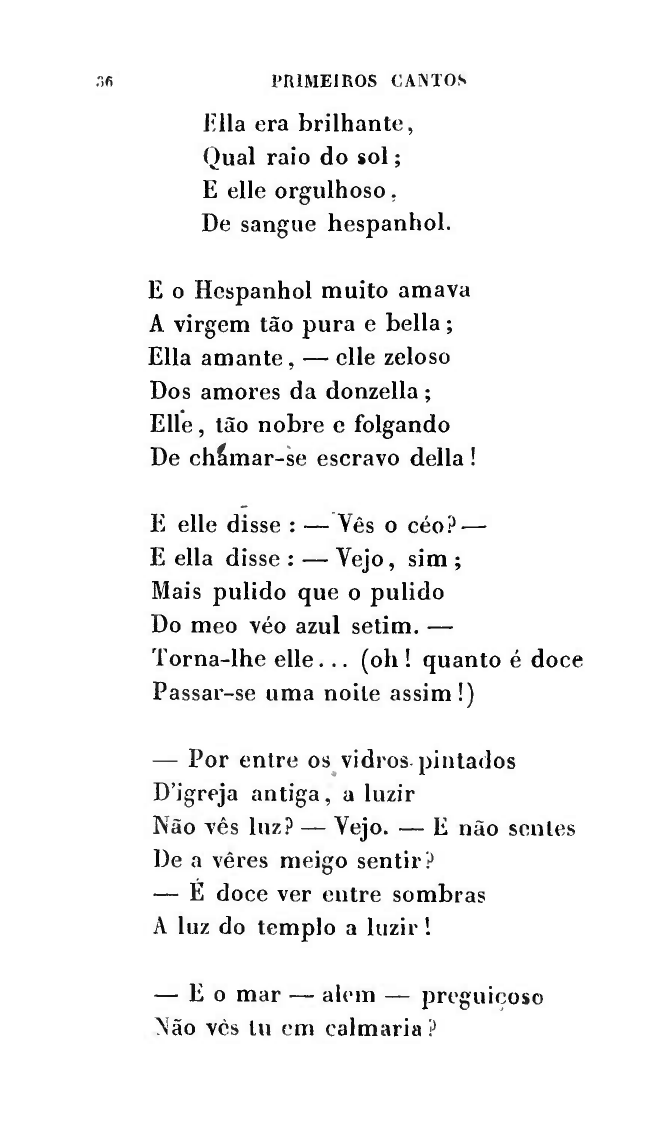 36 PRIMEIROS CANTOS
Ella era brilhante,
Qual raio do sol;
E elle orgulhoso,
De sangue hespanhol.
E o Hespanhol muito amava
A virgem tão pura e bella;
Ella amante, — elle zeloso
Dos amores da donzella;
Elle, tão nobre e folgando
De chamar-se escravo della!
E elle disse : — Vês o céo? —
E ella disse : — Vejo, sim;
Mais pulido que o pulido
Do meo véo azul setim. —
Torna-lhe elle... (oh! quanto é doce
Passar-se uma noite assim!)
— Por entre os vidros pintados
D'igreja antiga, a luzir
Não vês luz? — Vejo. — E não sentes
De a vêres meigo sentir?
— É doce ver entre sombras
A luz do templo a luzir!
— E o mar — alem — preguiçoso
Não vês tu em calmaria?